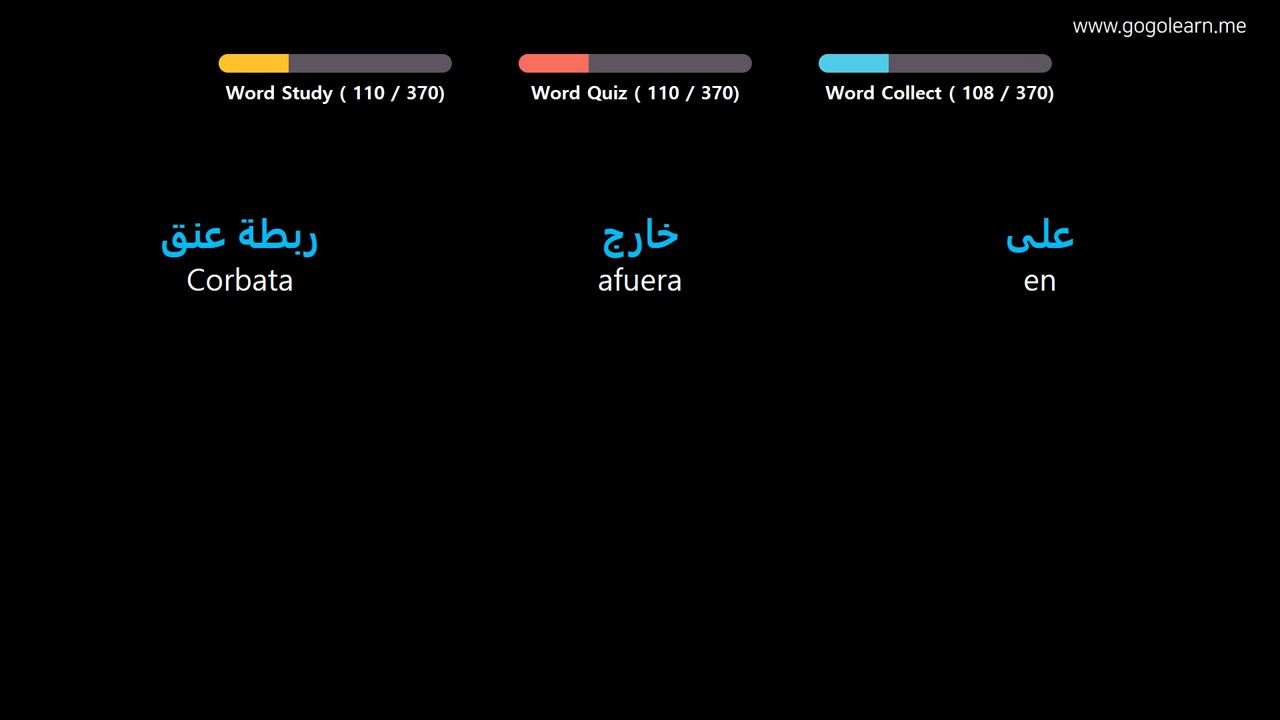 www.gogolearn.me
Word Study ( 110 / 370)
Word Quiz ( 110 / 370)
Word Collect ( 108 / 370)
ربطة عنق
Corbata
خارج
afuera
على
en